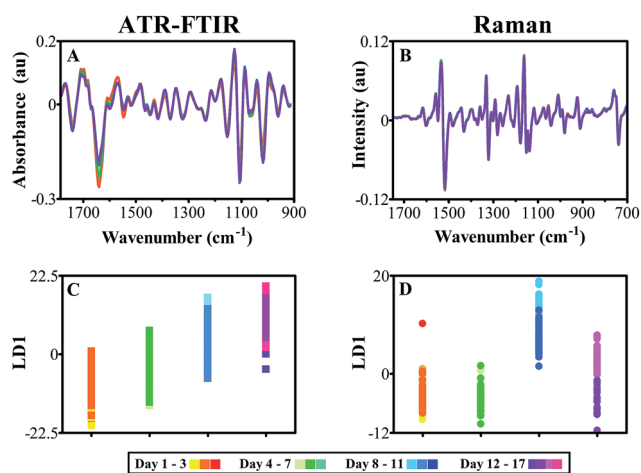 ATR-FTIR
Raman
A
B
0.2
0
-0.3
Absorbance (au)
1700 1500 1300 1100 900
Wavenumber (cm⁻¹)
0.12
0
-0.12
Intensity (au)
1700 1500 1300 1100 900 700
Wavenumber (cm⁻¹)
C
D
22.5
0
-22.5
LD1
20
0
-12
LD1
Day 1 - 3 Day 4 - 7 Day 8 - 11 Day 12 - 17